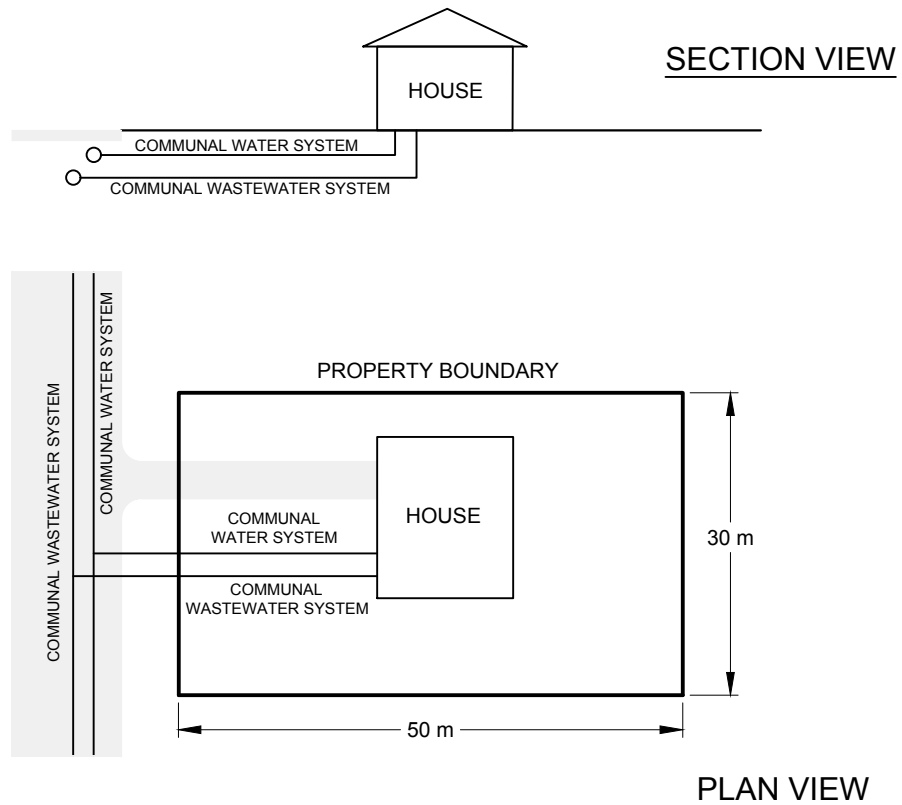 SECTION VIEW
HOUSE
COMMUNAL WATER SYSTEM
COMMUNAL WASTEWATER SYSTEM
COMMUNAL WASTEWATER SYSTEM
COMMUNAL WATER SYSTEM
PROPERTY BOUNDARY
HOUSE
COMMUNAL
WATER SYSTEM
COMMUNAL
WASTEWATER SYSTEM
30 m
50 m
PLAN VIEW